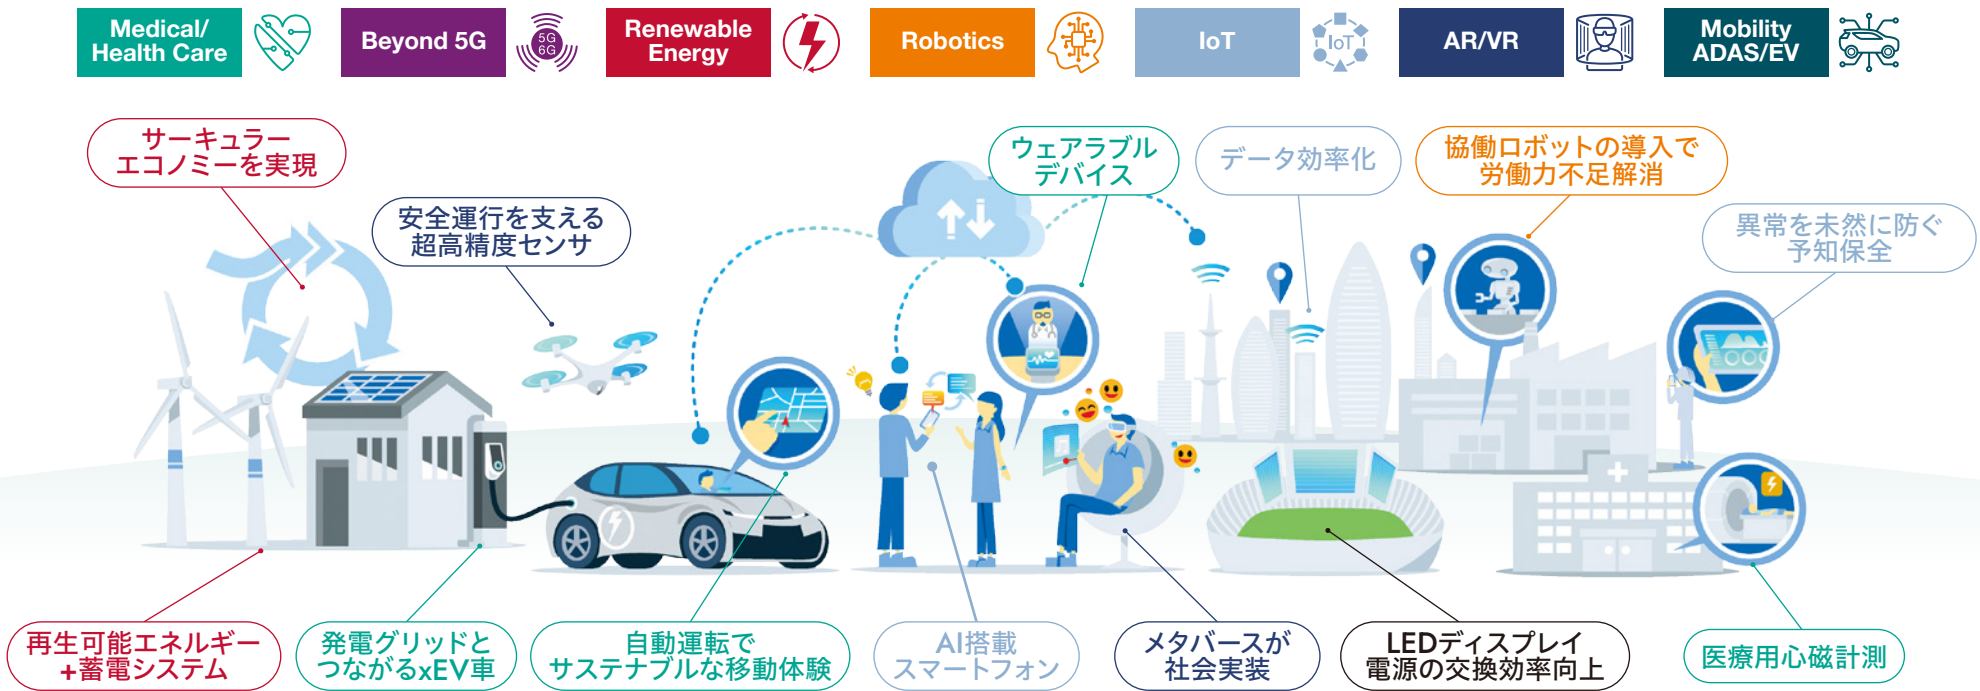 Medical/
Health Care
Beyond 5G
5G
6G
Renewable
Energy
Robotics
IoT
IoT
AR/VR
Mobility
ADAS/EV
サーキュラー
エコノミーを実現
安全運行を支える
超高精度センサ
ウェアラブル
デバイス
データ効率化
協働ロボットの導入で
労働力不足解消
異常を未然に防ぐ
予知保全
再生可能エネルギー
+蓄電システム
発電グリッドと
つながるxEV車
自動運転で
サステナブルな移動体験
AI搭載
スマートフォン
メタバースが
社会実装
LEDディスプレイ
電源の交換効率向上
医療用心磁計測